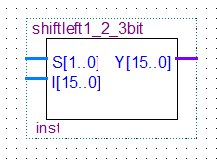 shiftleft1_2_3bit
S[1..0] Y[15..0]
I[15..0]
inst